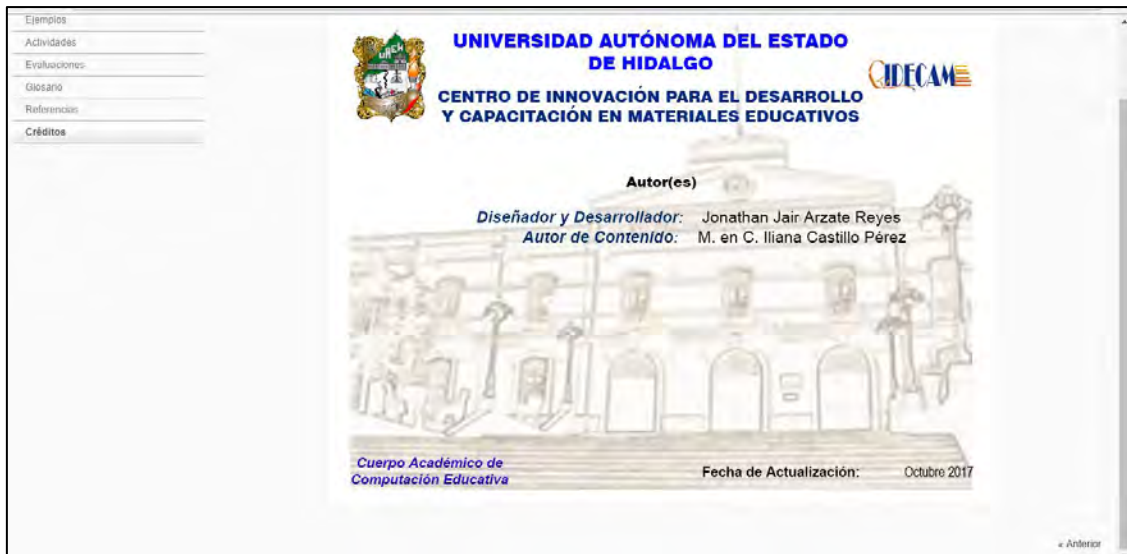 Ejemplos
Actividades
Evaluaciones
Glosario
Referencias
Créditos
UAEH
UNIVERSIDAD AUTÓNOMA DEL ESTADO
DE HIDALGO
CIDECAME
CENTRO DE INNOVACIÓN PARA EL DESARROLLO
Y CAPACITACIÓN EN MATERIALES EDUCATIVOS
Autor(es)
Diseñador y Desarrollador: Jonathan Jair Arzate Reyes
Autor de Contenido: M. en C. Iliana Castillo Pérez
Cuerpo Académico de
Computación Educativa
Fecha de Actualización: Octubre 2017
« Anterior